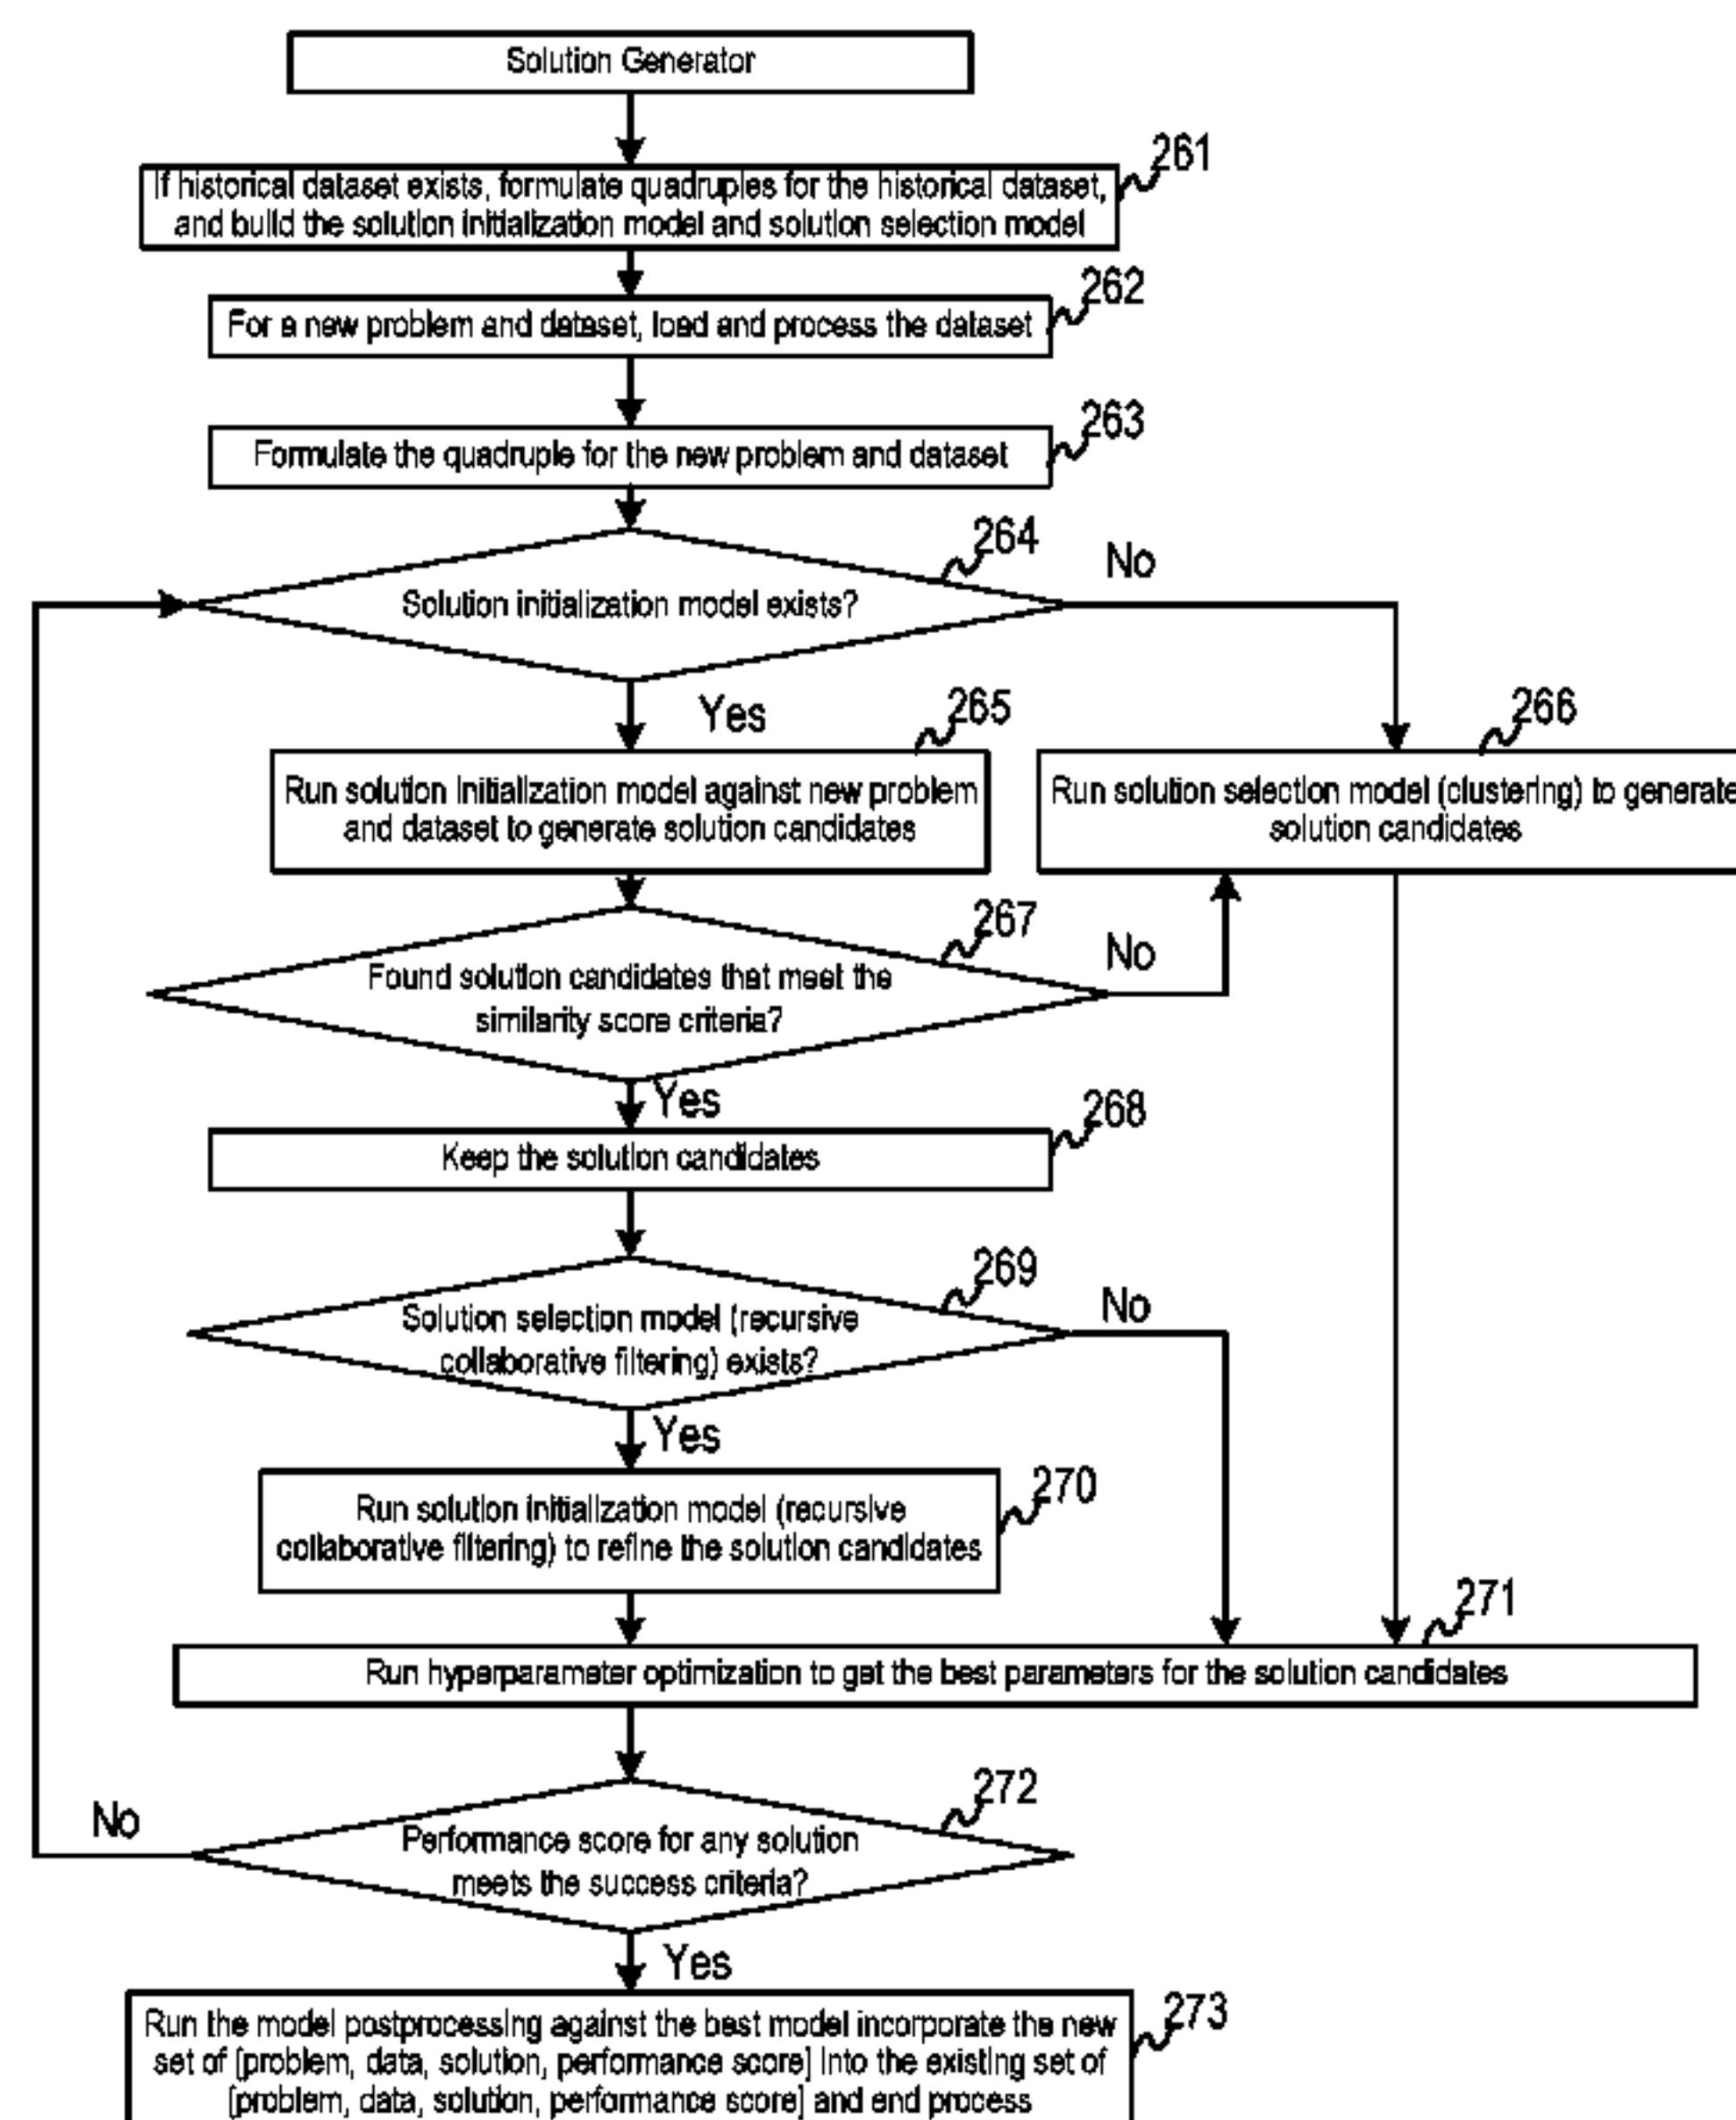 Solution Generator
261
If historical dataset exists, formulate quadruples for the historical dataset,
and build the solution initialization model and solution selection model
262
For a new problem and dataset, load and process the dataset
263
Formulate the quadruple for the new problem and dataset
264
No
Solution initialization model exists?
Yes
265
266
Run solution initialization model against new problem
and dataset to generate solution candidates
Run solution selection model (clustering) to generate
solution candidates
267
No
Found solution candidates that meet the
similarity score criteria?
Yes
268
Keep the solution candidates
269
No
Solution selection model (recursive
collaborative filtering) exists?
Yes
270
Run solution initialization model (recursive
collaborative filtering) to refine the solution candidates
271
Run hyperparameter optimization to get the best parameters for the solution candidates
272
No
Performance score for any solution
meets the success criteria?
Yes
273
Run the model postprocessing against the best model incorporate the new
set of [problem, data, solution, performance score] into the existing set of
[problem, data, solution, performance score] and end process